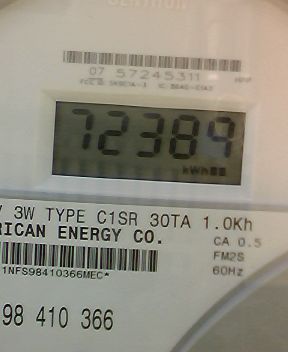 07 57245311
72389
kWh
V 3W TYPE C1SR 30TA 1.0Kh
RICAN ENERGY CO.
CA 0.5
FM2S
60Hz
1NFS98410366MEC*
98 410 366